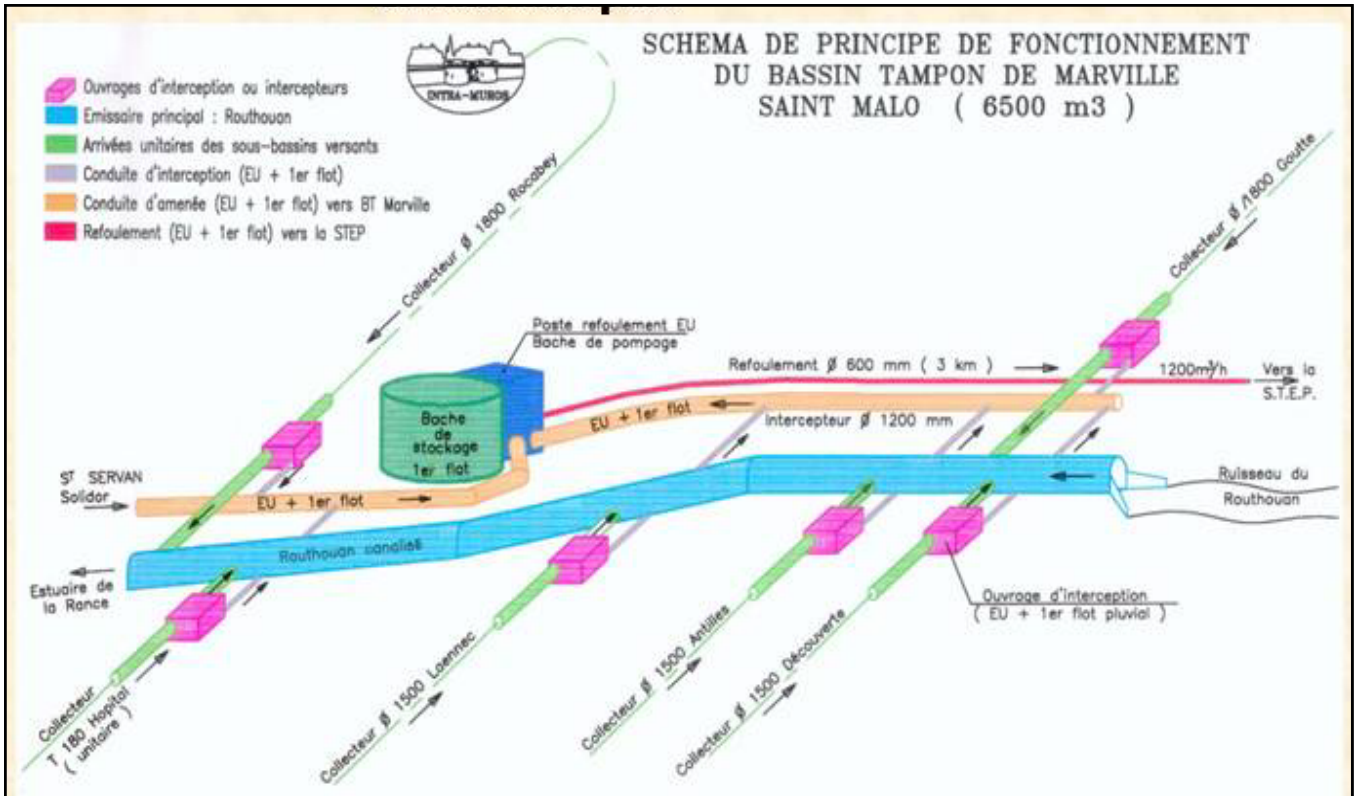 SCHEMA DE PRINCIPE DE FONCTIONNEMENT
DU BASSIN TAMPON DE MARVILLE
SAINT MALO ( 6500 m3 )
INTRA-MUROS
Ouvrages d'interception ou intercepteurs
Emissaire principal : Routhouan
Arrivées unitaires des sous-bassins versants
Conduite d'interception (EU + 1er flot)
Conduite d'amenée (EU + 1er flot) vers BT Marville
Refoulement (EU + 1er flot) vers la STEP
Collecteur Ø 1800 Rocabey
Collecteur Ø 1800 Goutte
Poste refoulement EU
Bache de pompage
Refoulement Ø 600 mm ( 3 km )
1200m³/h
Vers la
S.T.E.P.
Bache
de
stockage
1er flot
EU + 1er flot
Intercepteur Ø 1200 mm
Sᵀ SERVAN
Solidor
EU + 1er flot
Ruisseau du
Routhouan
Routhouan canalisé
Estuaire de
la Rance
Ouvrage d'interception
( EU + 1er flot pluvial )
Collecteur
T 180 Hopital
( unitaire )
Collecteur Ø 1500 Laennec
Collecteur Ø 1500 Antilles
Collecteur Ø 1500 Découverte